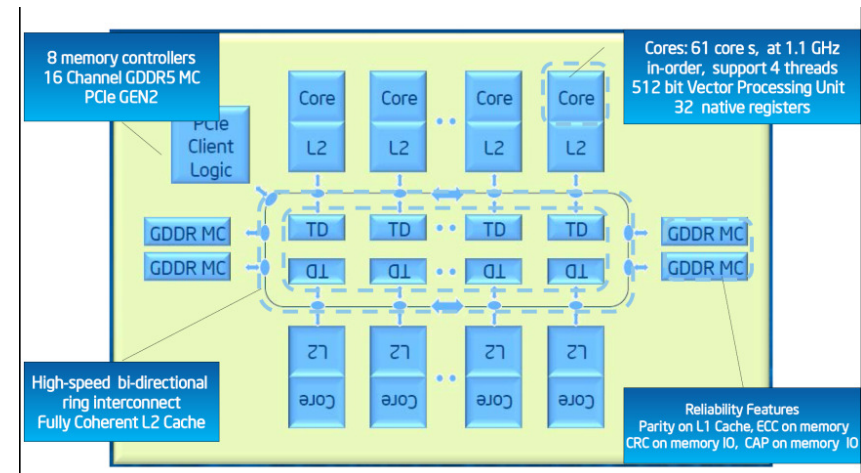 8 memory controllers
16 Channel GDDR5 MC
PCIe GEN2
Cores: 61 core s, at 1.1 GHz
in-order, support 4 threads
512 bit Vector Processing Unit
32 native registers
PCIe
Client
Logic
Core Core Core Core
L2 L2 L2 L2
GDDR MC
GDDR MC
TD TD TD TD
TD TD TD TD
GDDR MC
GDDR MC
L2 L2 L2 L2
Core Core Core Core
High-speed bi-directional
ring interconnect
Fully Coherent L2 Cache
Reliability Features
Parity on L1 Cache, ECC on memory
CRC on memory IO, CAP on memory IO